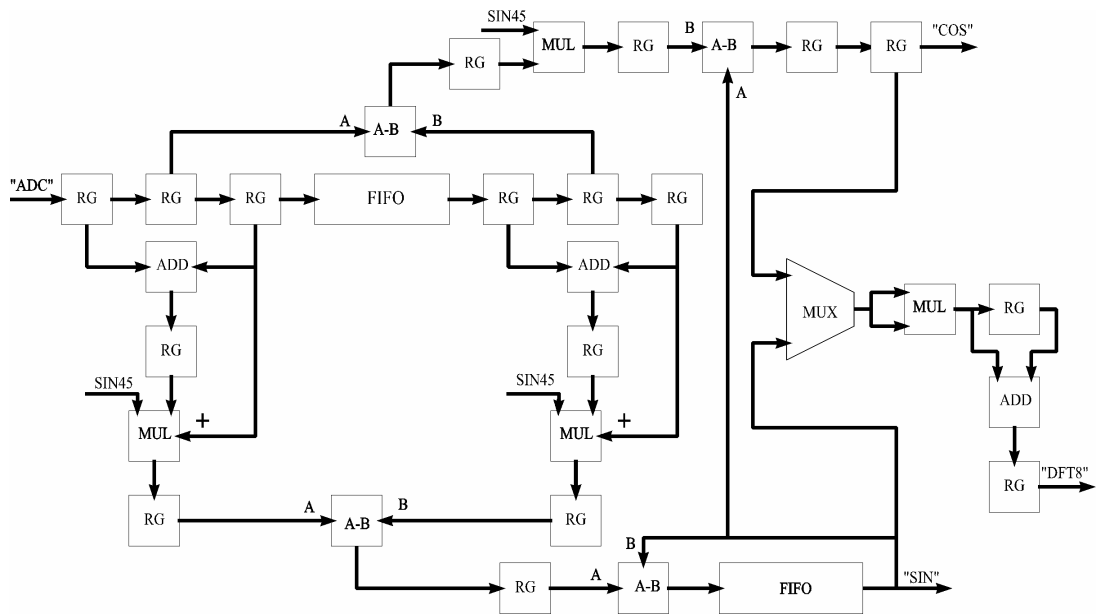 SIN45
MUL
RG
B
A-B
RG
RG
"COS"
RG
A
A
A-B
B
"ADC"
RG
RG
RG
FIFO
RG
RG
RG
ADD
ADD
MUX
MUL
RG
RG
RG
SIN45
SIN45
ADD
MUL
+
MUL
+
RG
"DFT8"
RG
A
A-B
B
RG
B
RG
A
A-B
FIFO
"SIN"